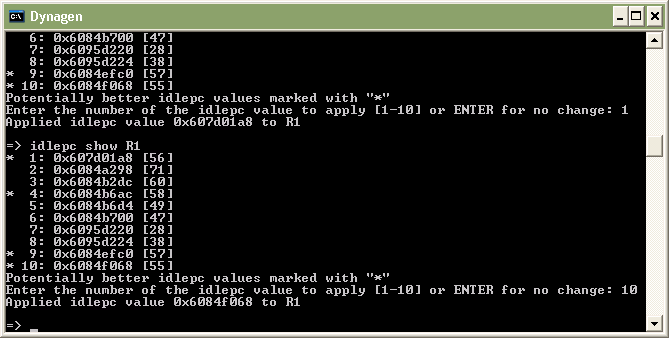 Dynagen
6: 0x6084b700 [47]
7: 0x6095d220 [28]
8: 0x6095d224 [38]
* 9: 0x6084efc0 [57]
* 10: 0x6084f068 [55]
Potentially better idlepc values marked with "*"
Enter the number of the idlepc value to apply [1-10] or ENTER for no change: 1
Applied idlepc value 0x607d01a8 to R1
=> idlepc show R1
* 1: 0x607d01a8 [56]
2: 0x6084a298 [71]
3: 0x6084b2dc [60]
* 4: 0x6084b6ac [58]
5: 0x6084b6d4 [49]
6: 0x6084b700 [47]
7: 0x6095d220 [28]
8: 0x6095d224 [38]
* 9: 0x6084efc0 [57]
* 10: 0x6084f068 [55]
Potentially better idlepc values marked with "*"
Enter the number of the idlepc value to apply [1-10] or ENTER for no change: 10
Applied idlepc value 0x6084f068 to R1
=> _